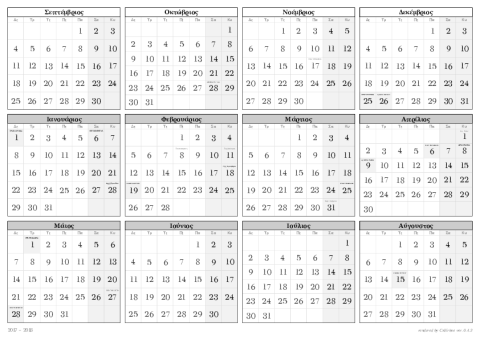 Σεπτέμβριος
Δε Τρ Τε Πέ Πα Σα Κυ
1 2 3
4 5 6 7 8 9 10
11 12 13 14 15 16 17
18 19 20 21 22 23 24
25 26 27 28 29 30
Οκτώβριος
Δε Τρ Τε Πέ Πα Σα Κυ
1
2 3 4 5 6 7 8
9 10 11 12 13 14 15
16 17 18 19 20 21 22
23 24 25 26 27 28 29
30 31
Νοέμβριος
Δε Τρ Τε Πέ Πα Σα Κυ
1 2 3 4 5
6 7 8 9 10 11 12
13 14 15 16 17 18 19
20 21 22 23 24 25 26
27 28 29 30
Δεκέμβριος
Δε Τρ Τε Πέ Πα Σα Κυ
1 2 3
4 5 6 7 8 9 10
11 12 13 14 15 16 17
18 19 20 21 22 23 24
25 26 27 28 29 30 31
Ιανουάριος
Δε Τρ Τε Πέ Πα Σα Κυ
1 2 3 4 5 6 7
8 9 10 11 12 13 14
15 16 17 18 19 20 21
22 23 24 25 26 27 28
29 30 31
Φεβρουάριος
Δε Τρ Τε Πέ Πα Σα Κυ
1 2 3 4
5 6 7 8 9 10 11
12 13 14 15 16 17 18
19 20 21 22 23 24 25
26 27 28
Μάρτιος
Δε Τρ Τε Πέ Πα Σα Κυ
1 2 3 4
5 6 7 8 9 10 11
12 13 14 15 16 17 18
19 20 21 22 23 24 25
26 27 28 29 30 31
Απρίλιος
Δε Τρ Τε Πέ Πα Σα Κυ
1
2 3 4 5 6 7 8
9 10 11 12 13 14 15
16 17 18 19 20 21 22
23 24 25 26 27 28 29
30
Μάιος
Δε Τρ Τε Πέ Πα Σα Κυ
1 2 3 4 5 6
7 8 9 10 11 12 13
14 15 16 17 18 19 20
21 22 23 24 25 26 27
28 29 30 31
Ιούνιος
Δε Τρ Τε Πέ Πα Σα Κυ
1 2 3
4 5 6 7 8 9 10
11 12 13 14 15 16 17
18 19 20 21 22 23 24
25 26 27 28 29 30
Ιούλιος
Δε Τρ Τε Πέ Πα Σα Κυ
1
2 3 4 5 6 7 8
9 10 11 12 13 14 15
16 17 18 19 20 21 22
23 24 25 26 27 28 29
30 31
Αύγουστος
Δε Τρ Τε Πέ Πα Σα Κυ
1 2 3 4 5
6 7 8 9 10 11 12
13 14 15 16 17 18 19
20 21 22 23 24 25 26
27 28 29 30 31
2017 - 2018